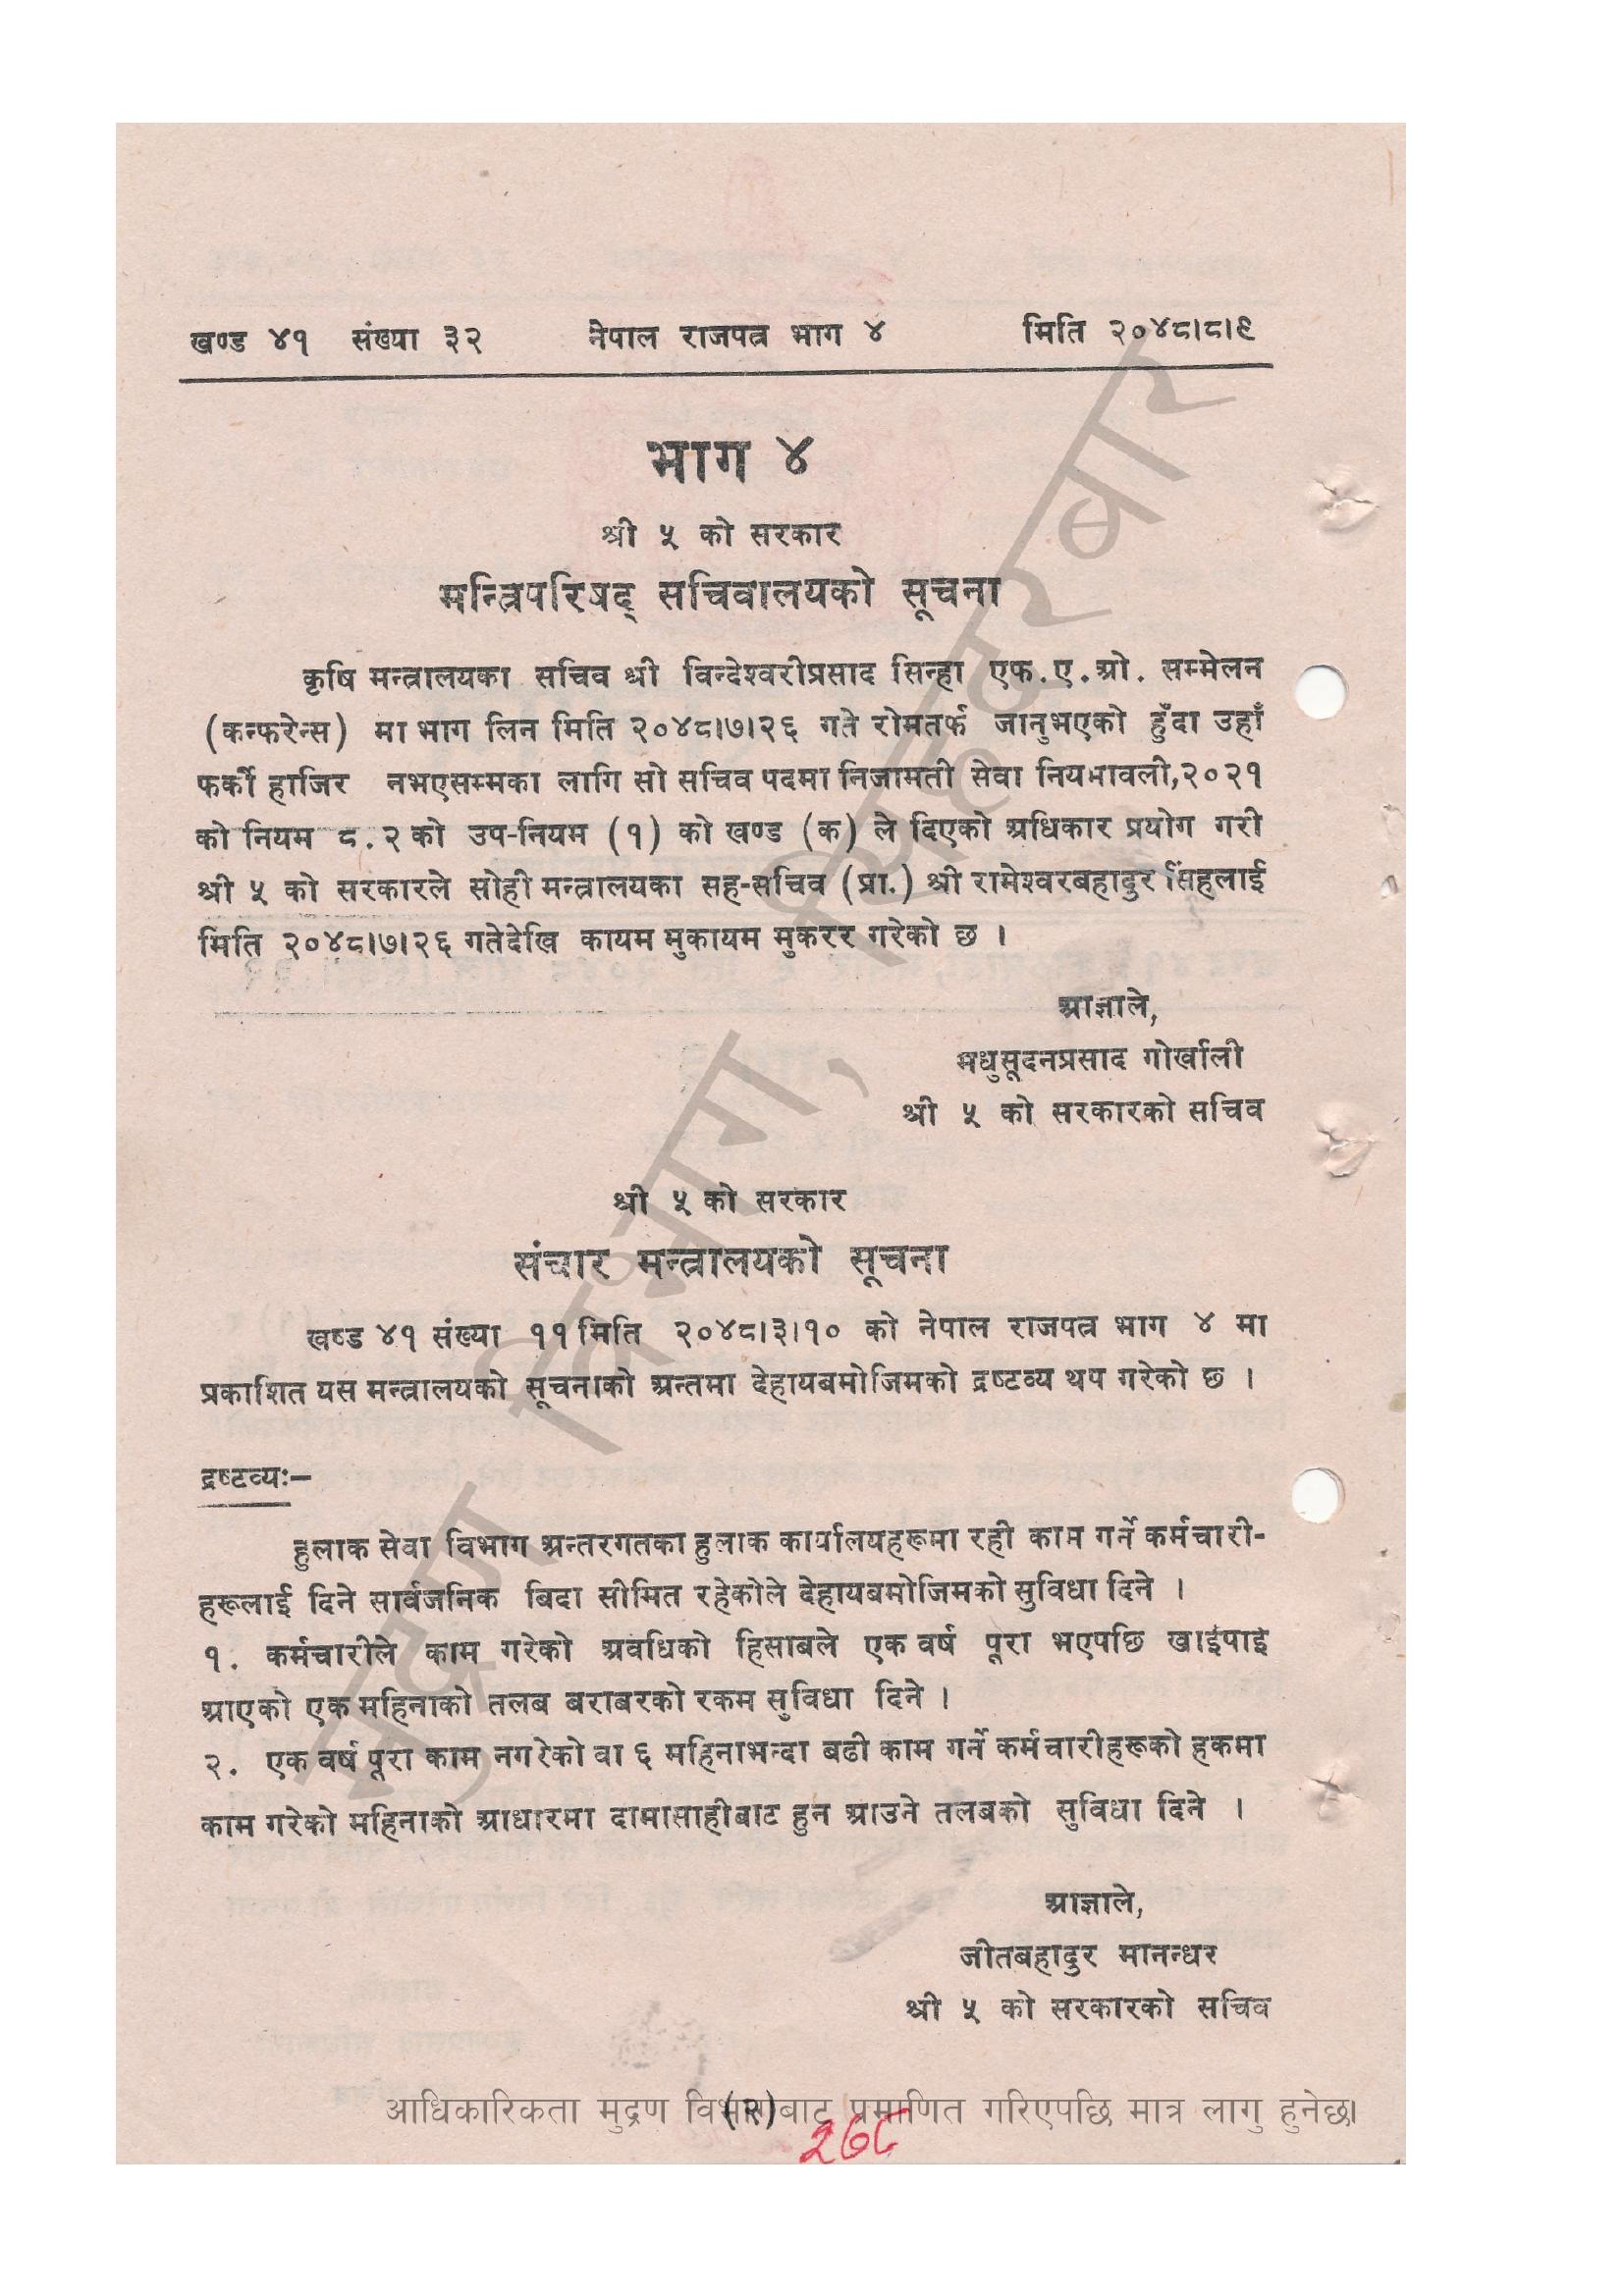 खण्ड ४१ संख्या ३२ नेपाल राजपत्र भाग ४ मिति २०४८।८।९
भाग ४
श्री ५ को सरकार
मन्त्रिपरिषद् सचिवालयको सूचना
कृषि मन्त्रालयका सचिव श्री विन्देश्वरीप्रसाद सिन्हा एफ.ए.ओ. सम्मेलन
(कन्फरेन्स) मा भाग लिन मिति २०४८।७।२६ गते रोमतर्फ जानुभएको हुँदा उहाँ
फर्की हाजिर नभएसम्मका लागि सो सचिव पदमा निजामती सेवा नियमावली,२०२१
को नियम ८.२ को उप-नियम (१) को खण्ड (क) ले दिएको अधिकार प्रयोग गरी
श्री ५ को सरकारले सोही मन्त्रालयका सह-सचिव (प्रा.) श्री रामेश्वरबहादुर सिंहलाई
मिति २०४८।७।२६ गतेदेखि कायम मुकायम मुकरर गरेको छ ।
आज्ञाले,
मधुसूदनप्रसाद गोर्खाली
श्री ५ को सरकारको सचिव
श्री ५ को सरकार
संचार मन्त्रालयको सूचना
खण्ड ४१ संख्या ११ मिति २०४८।३।१० को नेपाल राजपत्र भाग ४ मा
प्रकाशित यस मन्त्रालयको सूचनाको अन्तमा देहायबमोजिमको द्रष्टव्य थप गरेको छ ।
द्रष्टव्यः–
हुलाक सेवा विभाग अन्तरगतका हुलाक कार्यालयहरूमा रही काम गर्ने कर्मचारी-
हरूलाई दिने सार्वजनिक बिदा सीमित रहेकोले देहायबमोजिमको सुविधा दिने ।
१. कर्मचारीले काम गरेको अवधिको हिसाबले एक वर्ष पूरा भएपछि खाईपाई
आएको एक महिनाको तलब बराबरको रकम सुविधा दिने ।
२. एक वर्ष पूरा काम नगरेको वा ६ महिनाभन्दा बढी काम गर्ने कर्मचारीहरूको हकमा
काम गरेको महिनाको आधारमा दामासाहीबाट हुन आउने तलबको सुविधा दिने ।
आज्ञाले,
जीतबहादुर मानन्धर
श्री ५ को सरकारको सचिव
(२)
आधिकारिकता मुद्रण विभागबाट प्रमाणित गरिएपछि मात्र लागु हुनेछ।
२७८
मुद्रण विभाग, सिंहदरबार